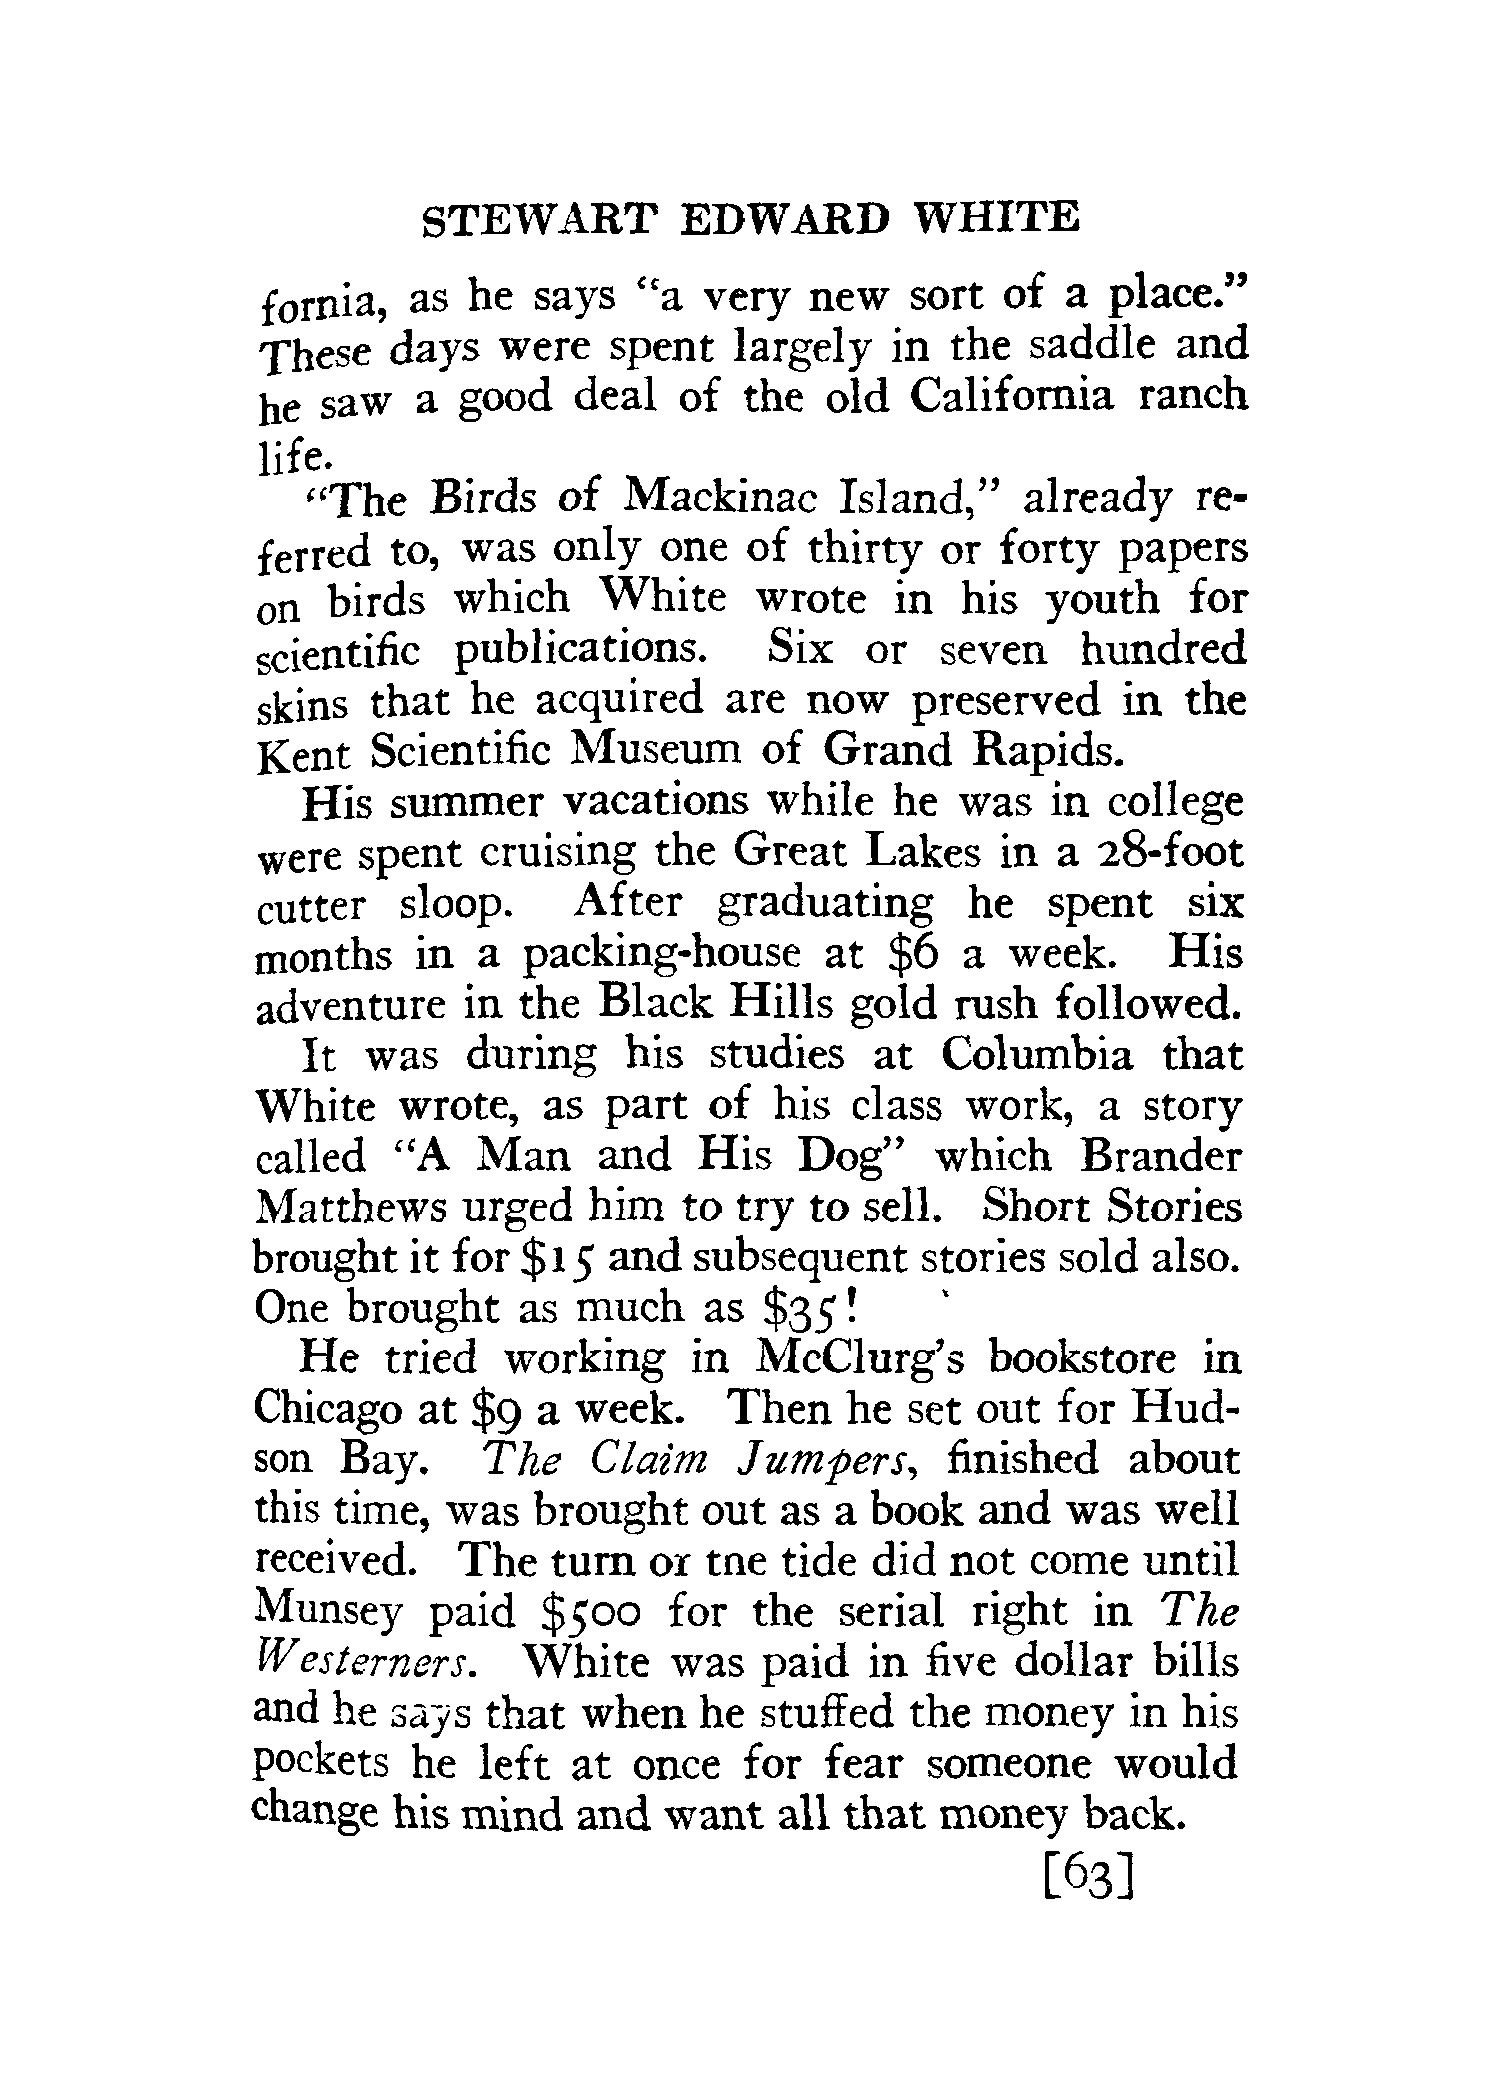 STEWART EDWARD WHITE
fornia, as he says "a very new sort of a place."
These days were spent largely in the saddle and
he saw a good deal of the old California ranch
life.
"The Birds of Mackinac Island," already re-
ferred to, was only one of thirty or forty papers
on birds which White wrote in his youth for
scientific publications. Six or seven hundred
skins that he acquired are now preserved in the
Kent Scientific Museum of Grand Rapids.
His summer vacations while he was in college
were spent cruising the Great Lakes in a 28-foot
cutter sloop. After graduating he spent six
months in a packing-house at $6 a week. His
adventure in the Black Hills gold rush followed.
It was during his studies at Columbia that
White wrote, as part of his class work, a story
called "A Man and His Dog" which Brander
Matthews urged him to try to sell. Short Stories
brought it for $15 and subsequent stories sold also.
One brought as much as $35!
He tried working in McClurg's bookstore in
Chicago at $9 a week. Then he set out for Hud-
son Bay. The Claim Jumpers, finished about
this time, was brought out as a book and was well
received. The turn or tne tide did not come until
Munsey paid $500 for the serial right in The
Westerners. White was paid in five dollar bills
and he says that when he stuffed the money in his
pockets he left at once for fear someone would
change his mind and want all that money back.
[63]